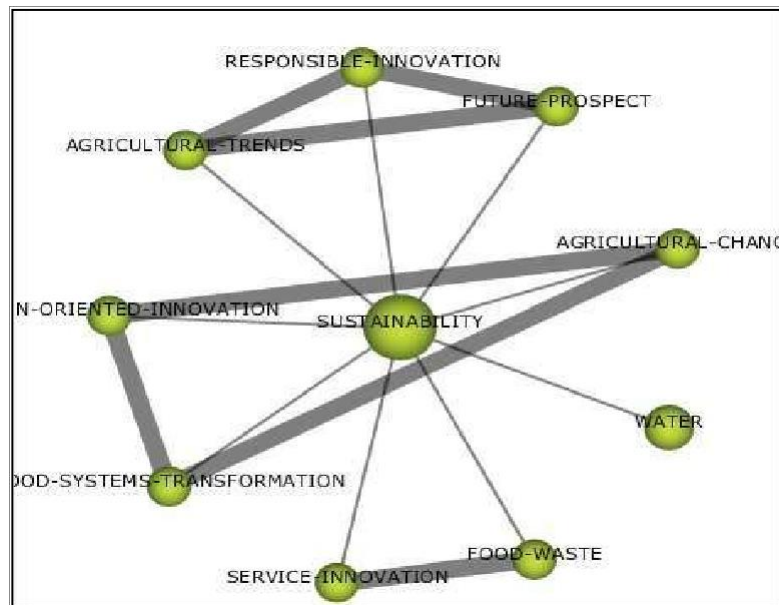 RESPONSIBLE-INNOVATION
FUTURE-PROSPECT
AGRICULTURAL-TRENDS
AGRICULTURAL-CHANG
N-ORIENTED-INNOVATION
SUSTAINABILITY
WATER
OOD-SYSTEMS-TRANSFORMATION
FOOD-WASTE
SERVICE-INNOVATION